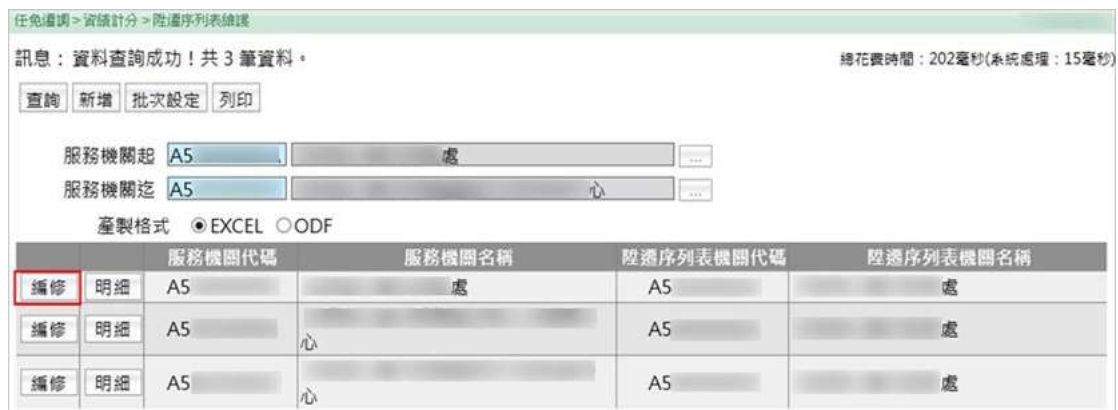 任免遷調>資績計分>陞遷序列表維護
訊息：資料查詢成功！共 3 筆資料。
總花費時間：202毫秒(系統處理：15毫秒)
查詢 新增 批次設定 列印
服務機關起 A5 處 ...
服務機關迄 A5 心 ...
產製格式 EXCEL ODF
服務機關代碼 服務機關名稱 陞遷序列表機關代碼 陞遷序列表機關名稱
編修 明細 A5 處 A5 處
編修 明細 A5 心 A5 處
編修 明細 A5 心 A5 處